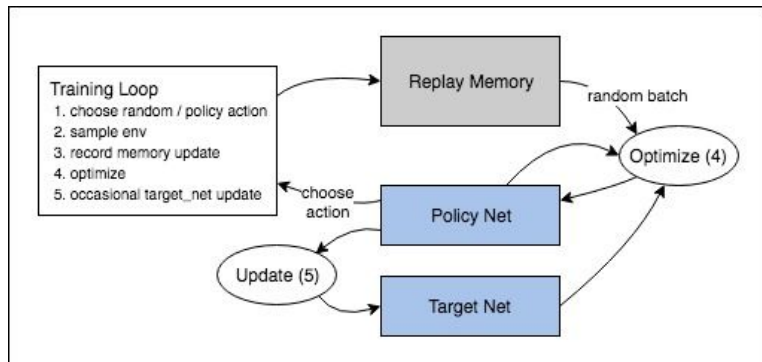 Training Loop
1. choose random / policy action
2. sample env
3. record memory update
4. optimize
5. occasional target_net update
Replay Memory
random batch
Optimize (4)
choose
action
Policy Net
Update (5)
Target Net